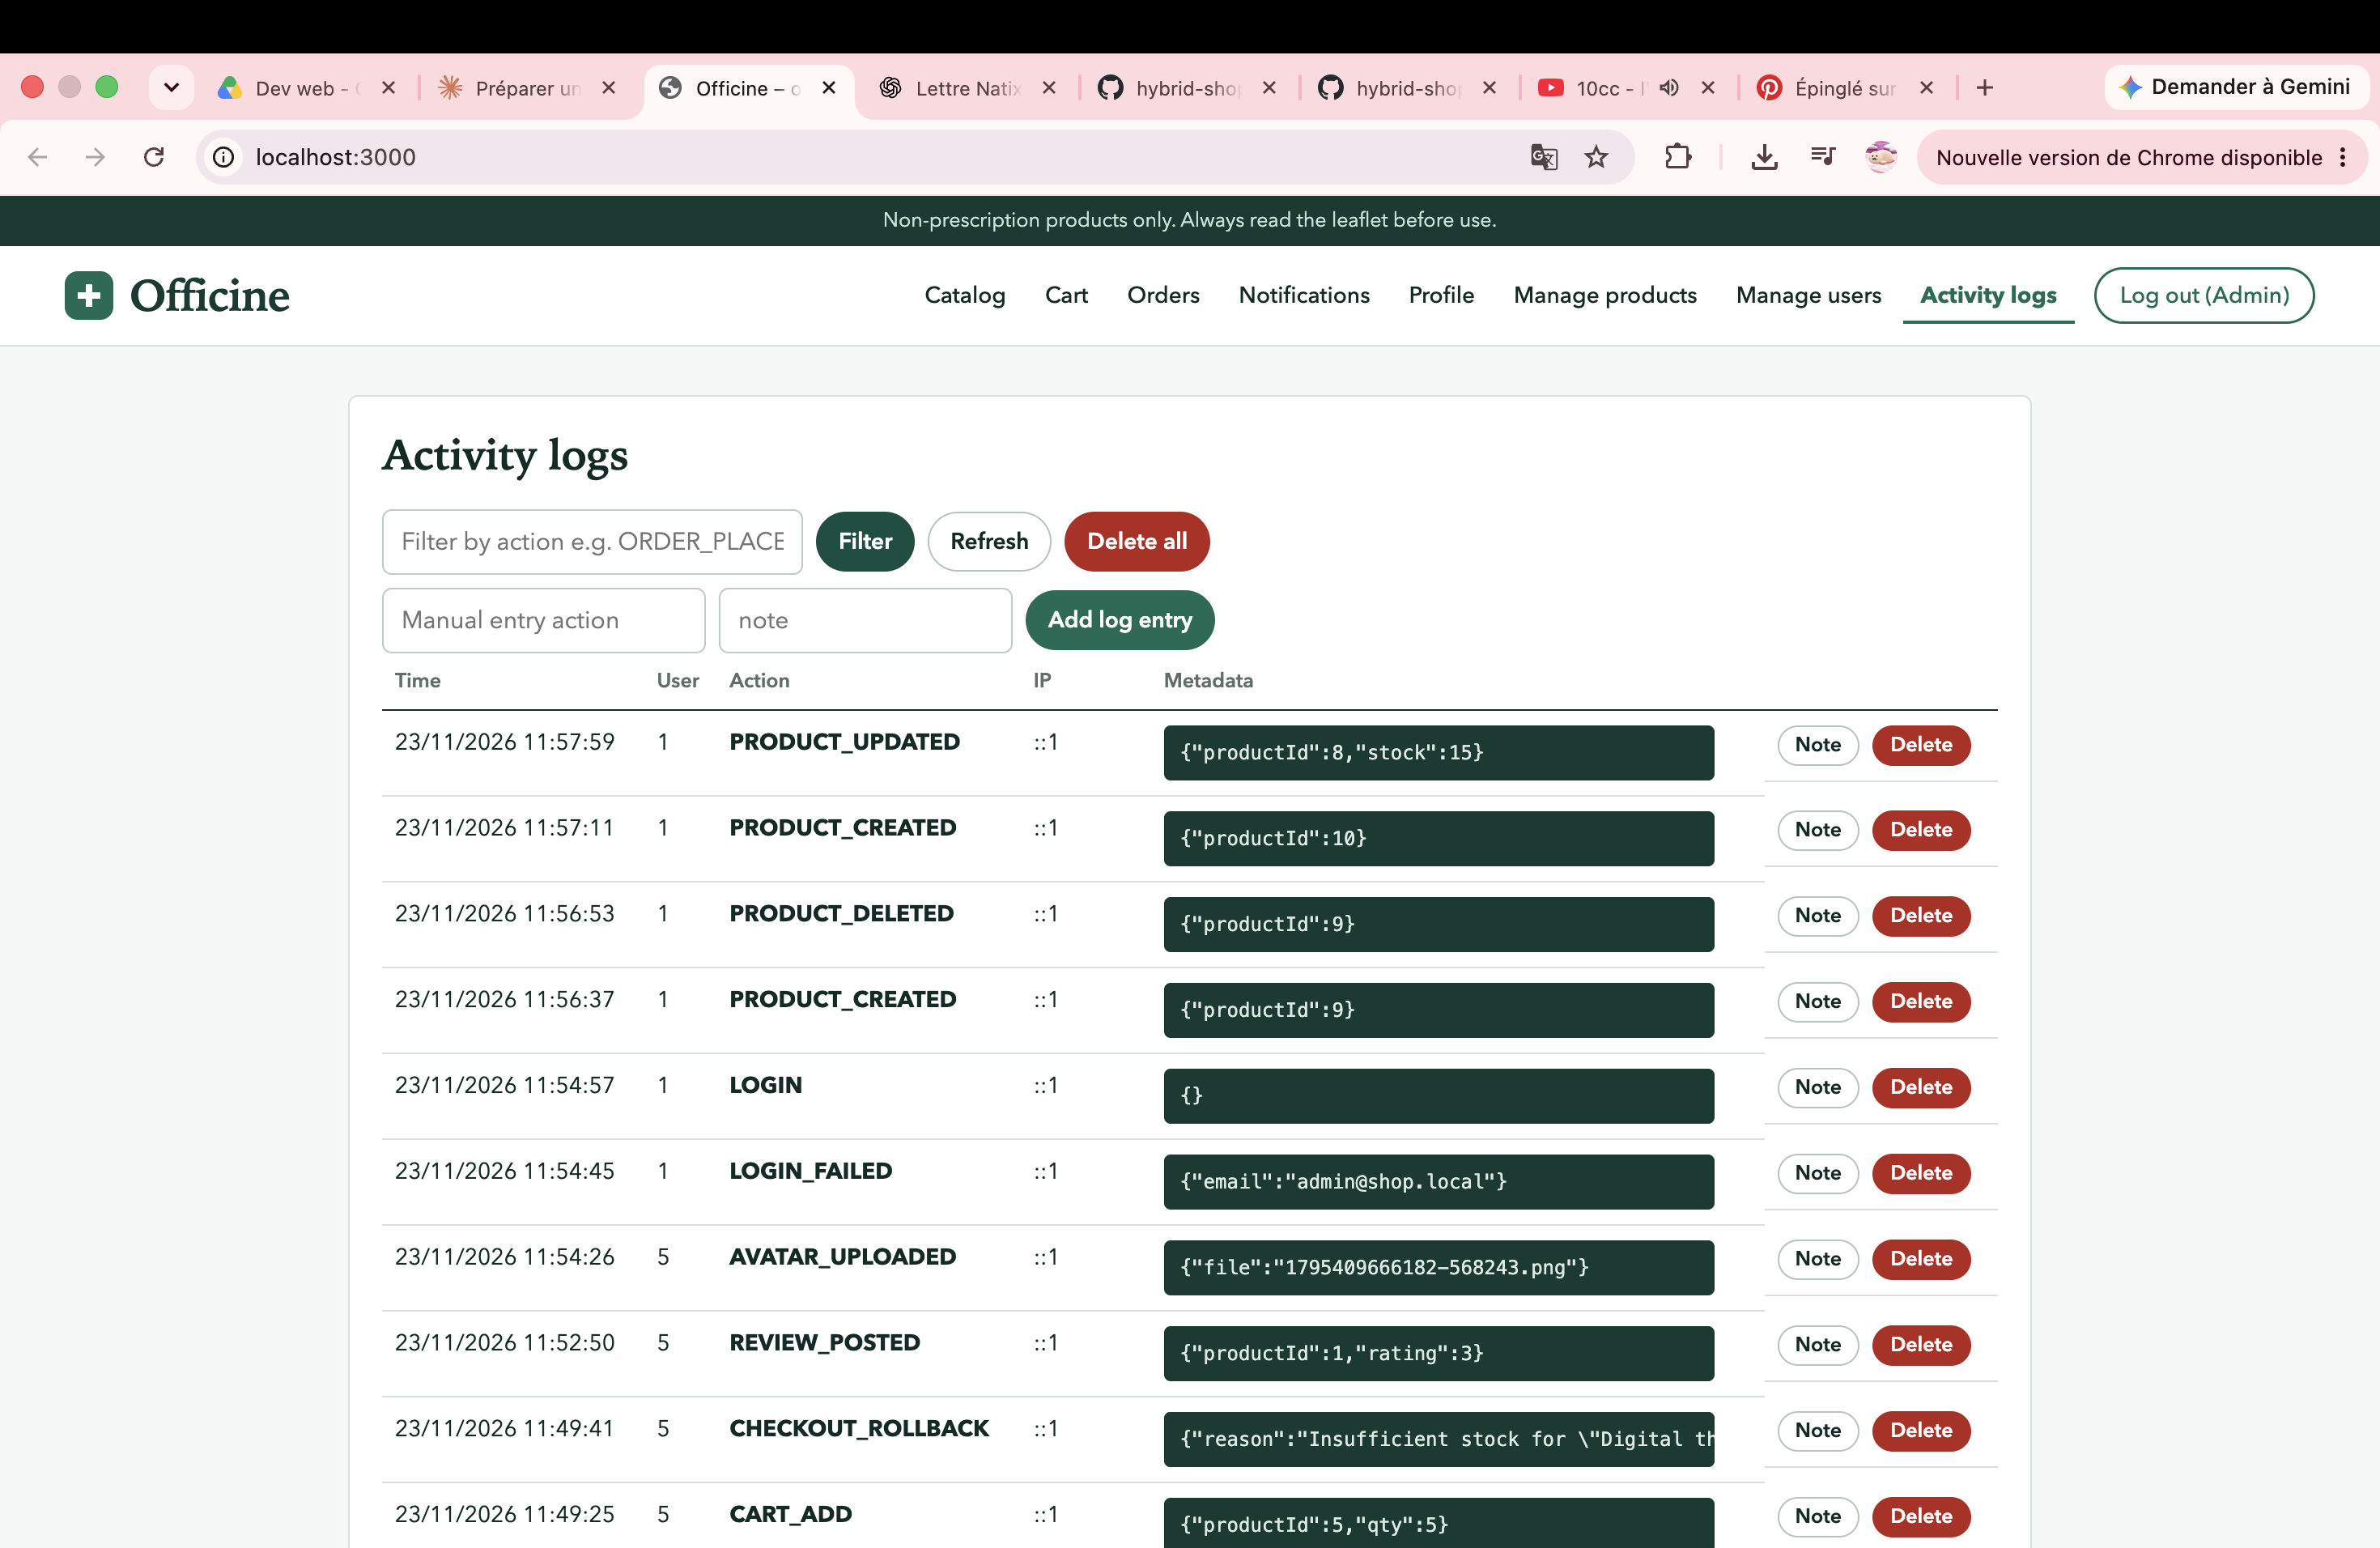 Dev web - Préparer un Officine – o Lettre Natix hybrid-shop hybrid-shop 10cc - I' Épinglé sur Demander à Gemini
localhost:3000 Nouvelle version de Chrome disponible
Non-prescription products only. Always read the leaflet before use.
Officine Catalog Cart Orders Notifications Profile Manage products Manage users Activity logs Log out (Admin)
Activity logs
Filter by action e.g. ORDER_PLACE Filter Refresh Delete all
Manual entry action note Add log entry
Time User Action IP Metadata
23/11/2026 11:57:59 1 PRODUCT_UPDATED ::1 {"productId":8,"stock":15} Note Delete
23/11/2026 11:57:11 1 PRODUCT_CREATED ::1 {"productId":10} Note Delete
23/11/2026 11:56:53 1 PRODUCT_DELETED ::1 {"productId":9} Note Delete
23/11/2026 11:56:37 1 PRODUCT_CREATED ::1 {"productId":9} Note Delete
23/11/2026 11:54:57 1 LOGIN ::1 {} Note Delete
23/11/2026 11:54:45 1 LOGIN_FAILED ::1 {"email":"admin@shop.local"} Note Delete
23/11/2026 11:54:26 5 AVATAR_UPLOADED ::1 {"file":"1795409666182-568243.png"} Note Delete
23/11/2026 11:52:50 5 REVIEW_POSTED ::1 {"productId":1,"rating":3} Note Delete
23/11/2026 11:49:41 5 CHECKOUT_ROLLBACK ::1 {"reason":"Insufficient stock for \"Digital th Note Delete
23/11/2026 11:49:25 5 CART_ADD ::1 {"productId":5,"qty":5} Note Delete